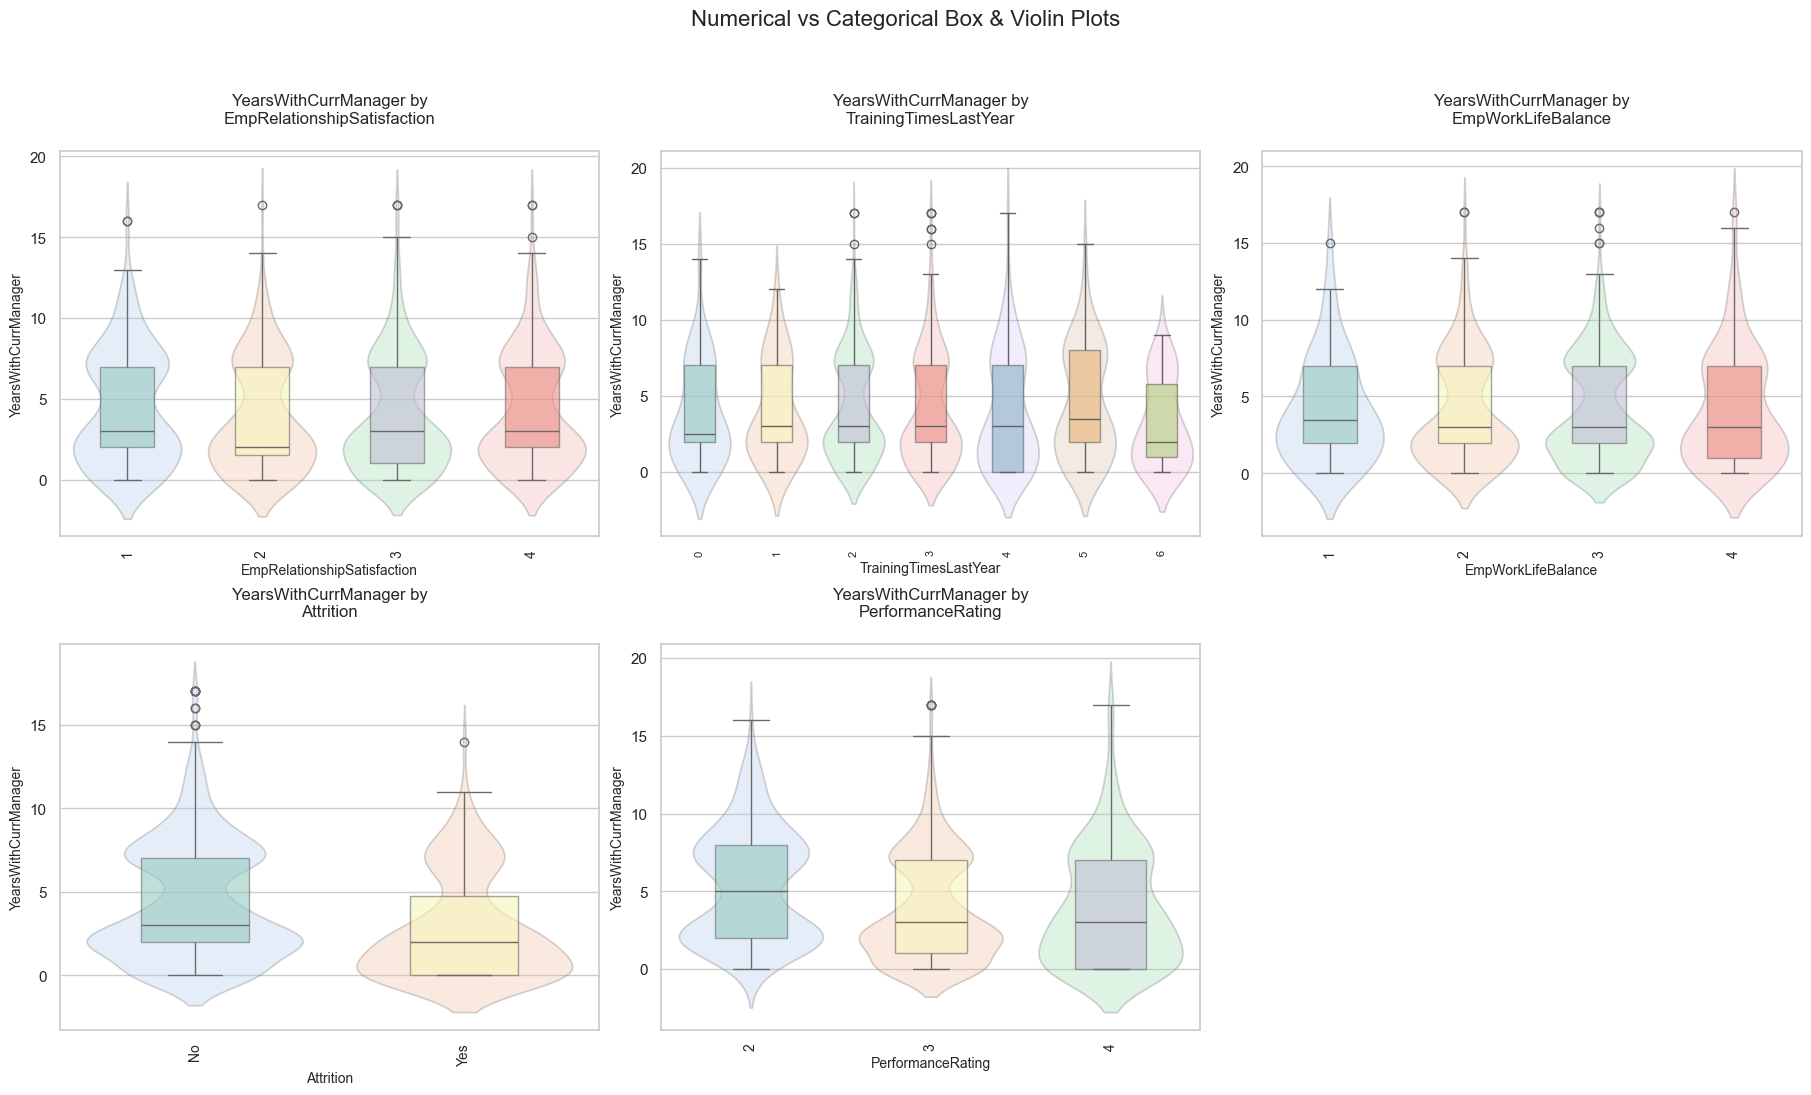 Numerical vs Categorical Box & Violin Plots
YearsWithCurrManager by
EmpRelationshipSatisfaction
20
15
10
5
0
YearsWithCurrManager
1
2
3
4
EmpRelationshipSatisfaction
YearsWithCurrManager by
TrainingTimesLastYear
20
15
10
5
0
YearsWithCurrManager
0
1
2
3
4
5
6
TrainingTimesLastYear
YearsWithCurrManager by
EmpWorkLifeBalance
20
15
10
5
0
YearsWithCurrManager
1
2
3
4
EmpWorkLifeBalance
YearsWithCurrManager by
Attrition
15
10
5
0
YearsWithCurrManager
No
Yes
Attrition
YearsWithCurrManager by
PerformanceRating
20
15
10
5
0
YearsWithCurrManager
2
3
4
PerformanceRating